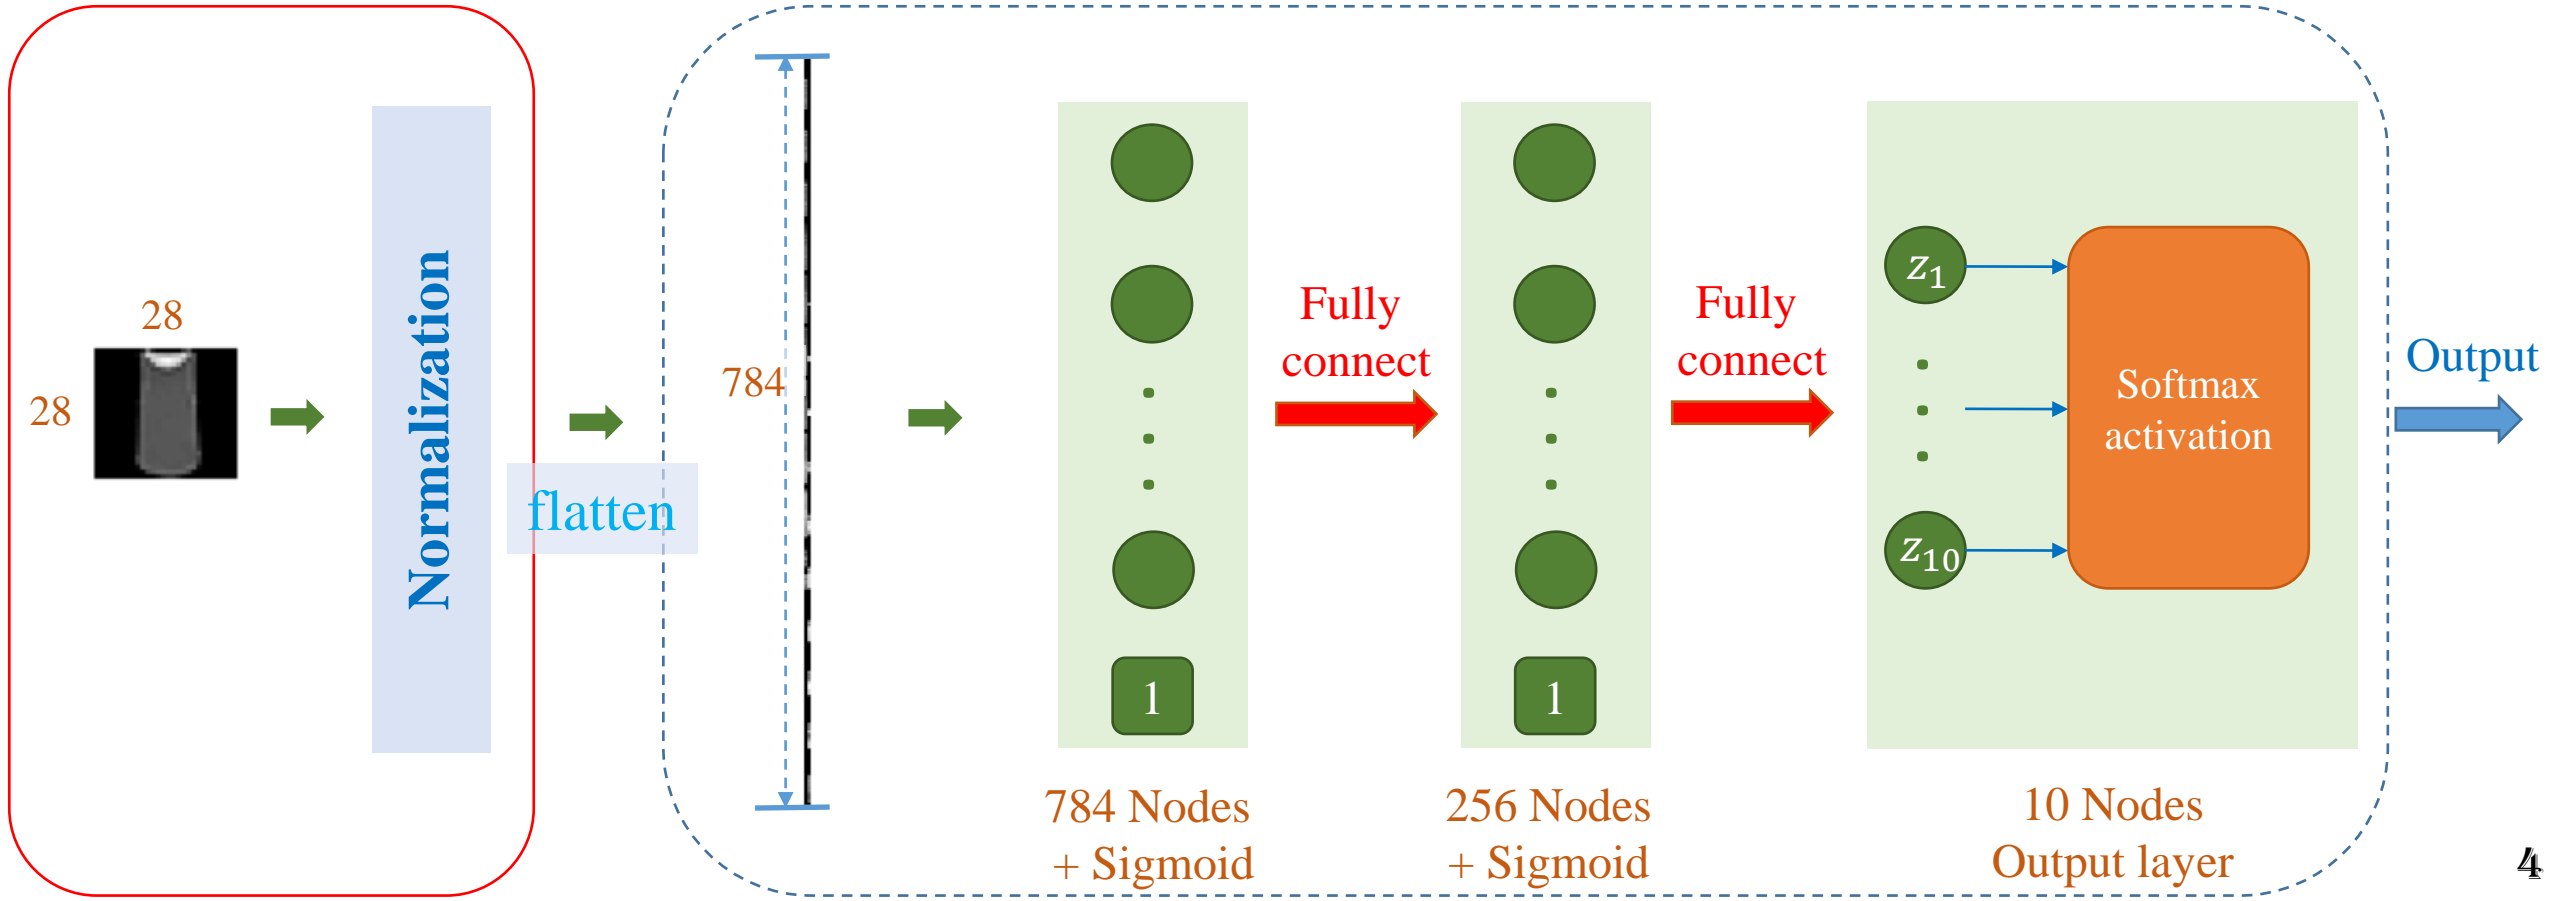 28
28
Normalization
flatten
784
1
784 Nodes
+ Sigmoid
Fully
connect
1
256 Nodes
+ Sigmoid
Fully
connect
z1
z10
Softmax
activation
10 Nodes
Output layer
Output
4